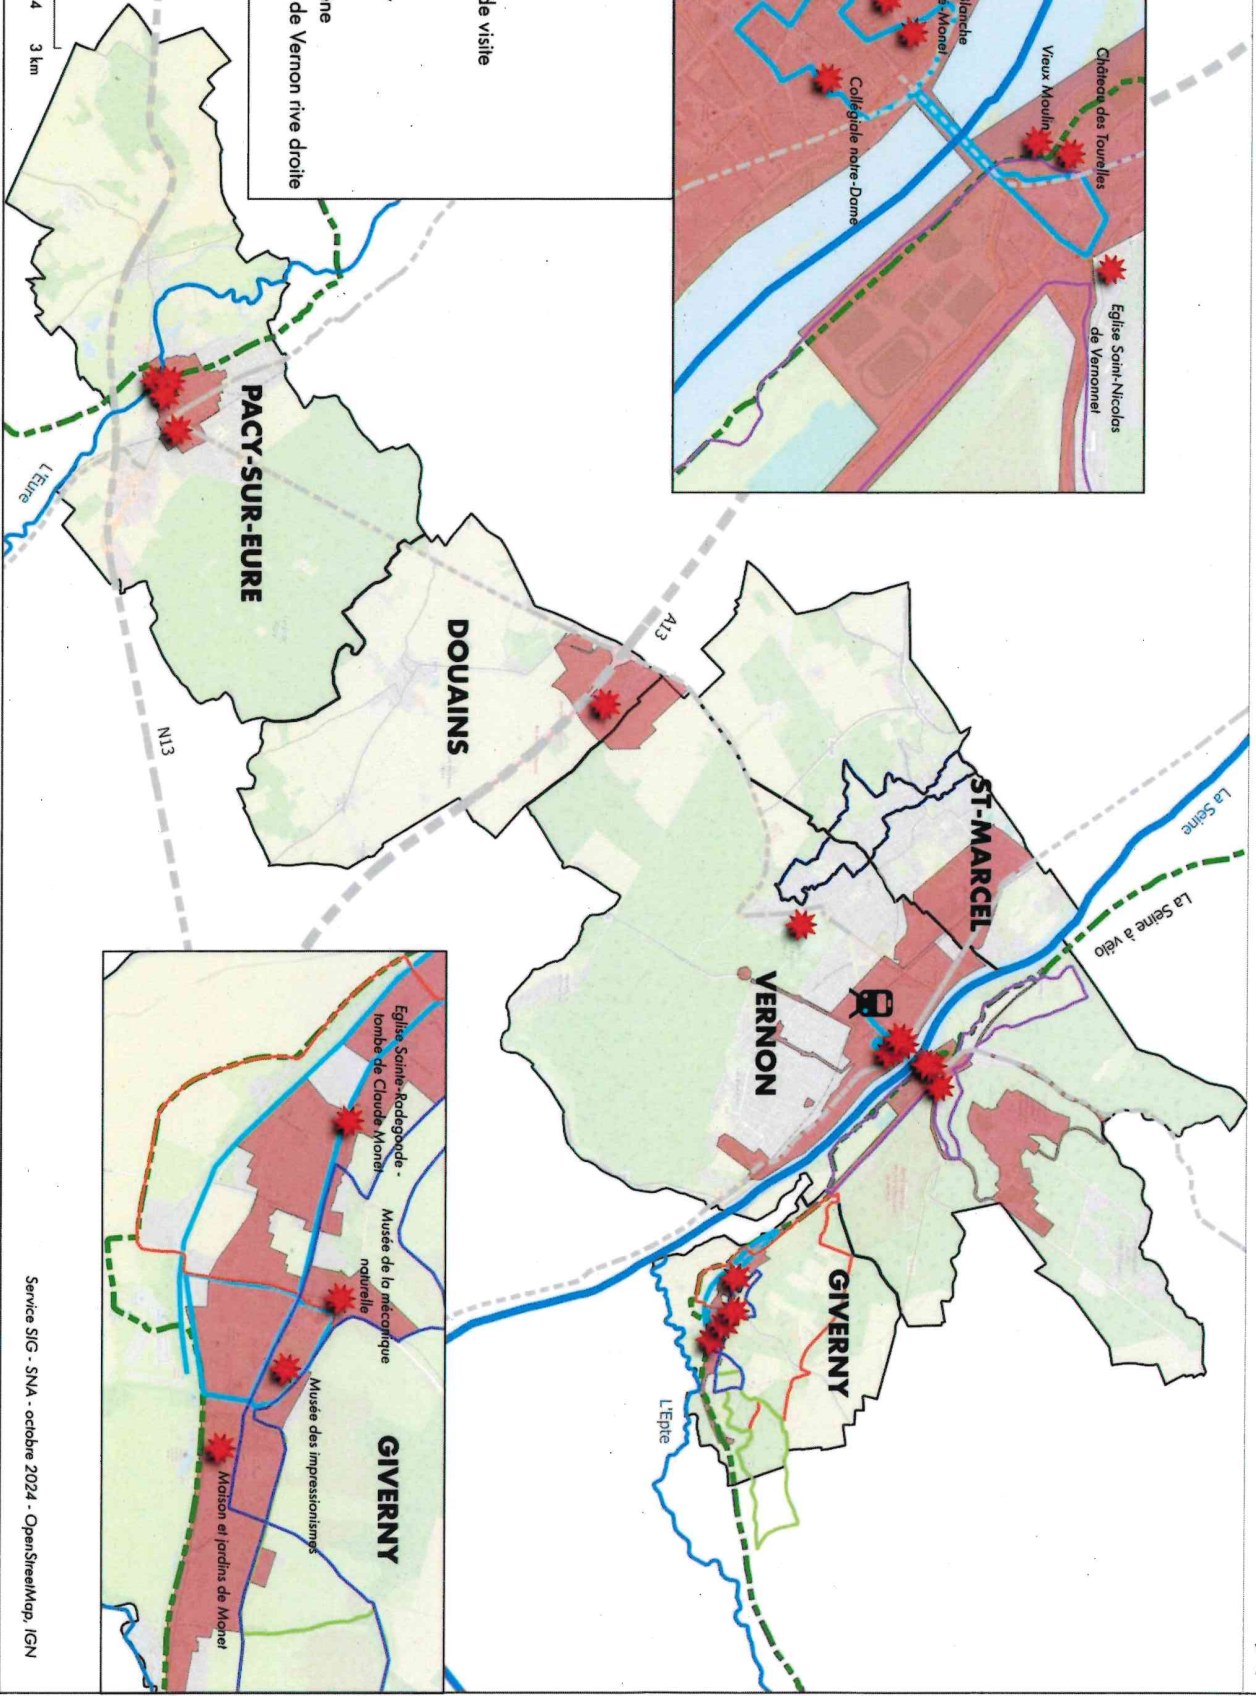 de visite
ène
de Vernon rive droite
4
3 km
lanche
e-Monet
Collégiale notre-Dame
Vieux Moulin
Château des Tourelles
Eglise Saint-Nicolas
de Vernonnet
La Seine
La Seine à vélo
ST-MARCEL
VERNON
GIVERNY
L'Epte
A13
DOUAINS
PACY-SUR-EURE
L'Eure
N13
Eglise Sainte-Radegonde -
tombe de Claude Monet
Musée de la mécanique
naturelle
GIVERNY
Musée des impressionismes
Maison et jardins de Monet
Service SIG - SNA - octobre 2024 - OpenStreetMap, IGN